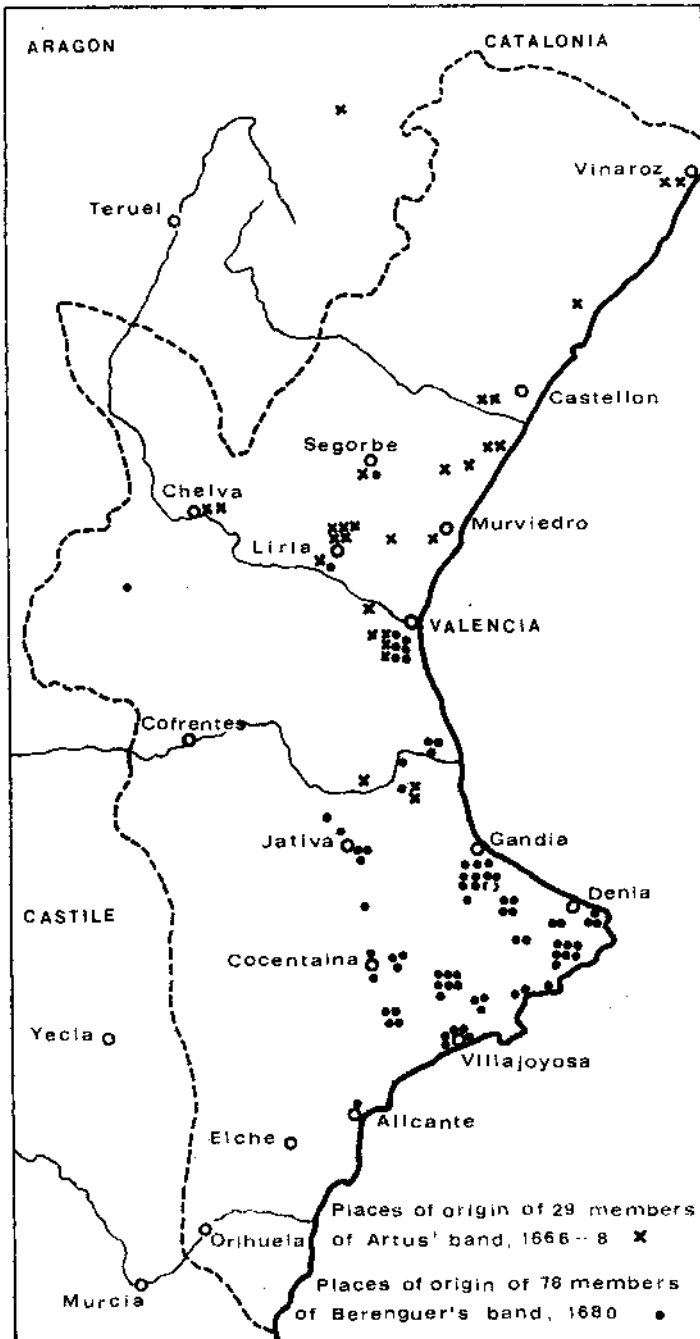 ARAGON
CATALONIA
Vinaroz
Teruel
Castellon
Segorbe
Chelva
Murviedro
Liria
VALENCIA
Cofrentes
Jativa
Gandia
Denia
CASTILE
Cocentaina
Yecla
Villajoyosa
Alicante
Elche
Places of origin of 29 members
of Artus' band, 1666-8 x
Orihuela
Murcia
Places of origin of 78 members
of Berenguer's band, 1680 •